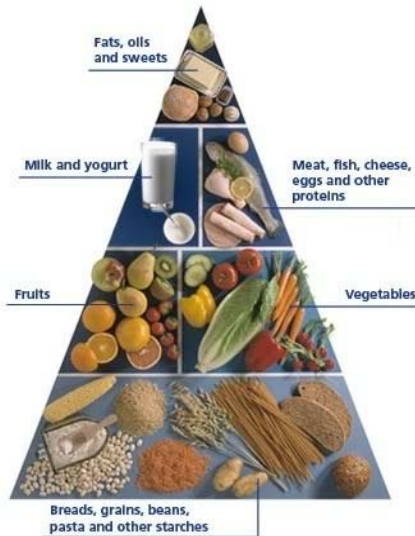 Fats, oils
and sweets
Milk and yogurt
Meat, fish, cheese,
eggs and other
proteins
Fruits
Vegetables
Breads, grains, beans,
pasta and other starches